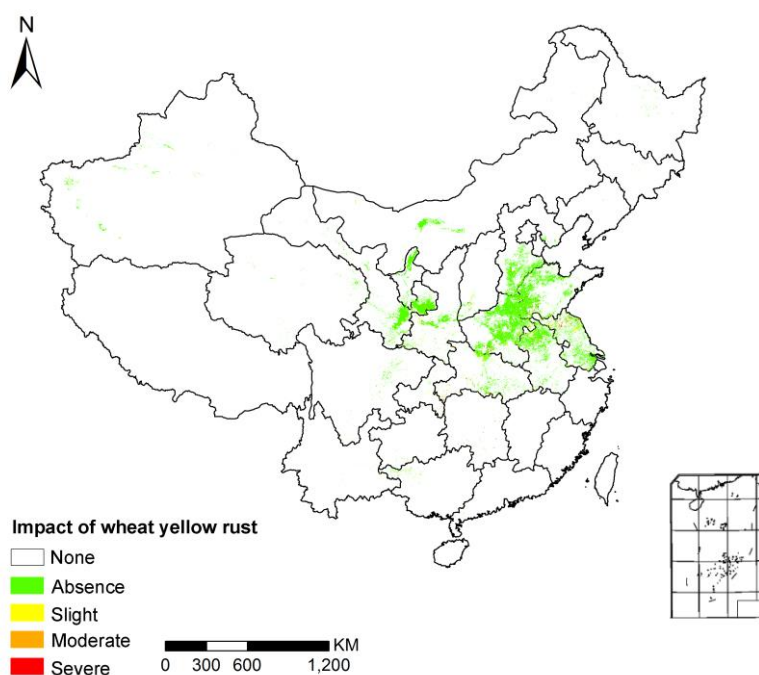 N
Impact of wheat yellow rust
None
Absence
Slight
Moderate
Severe
KM
0 300 600 1,200